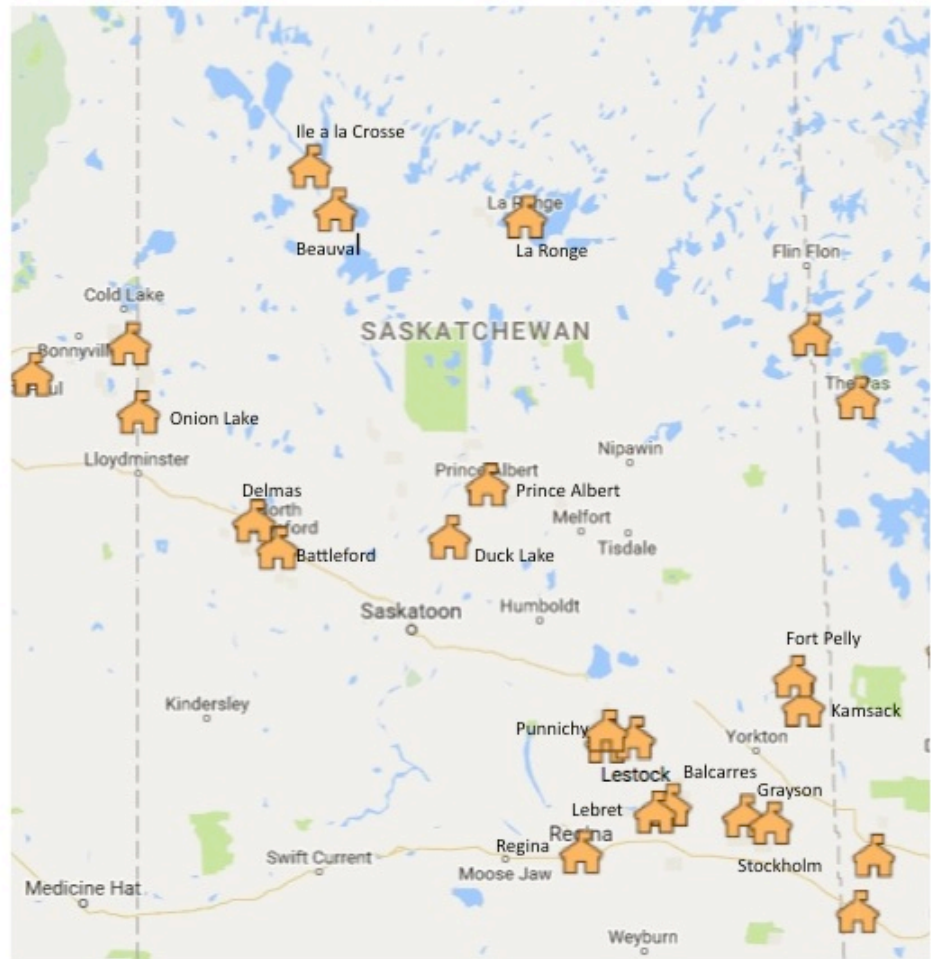 Ile a la Crosse
La Ronge
Beauval
La Ronge
Flin Flon
Cold Lake
SASKATCHEWAN
Bonnyvill
The Pas
Onion Lake
Lloydminster
Nipawin
Prince Albert
Delmas
Prince Albert
Melfort
Tisdale
Battleford
Duck Lake
Saskatoon
Humboldt
Fort Pelly
Kindersley
Kamsack
Punnichy
Yorkton
Lestock
Balcarres
Grayson
Lebret
Regina
Regina
Swift Current
Moose Jaw
Stockholm
Medicine Hat
Weyburn